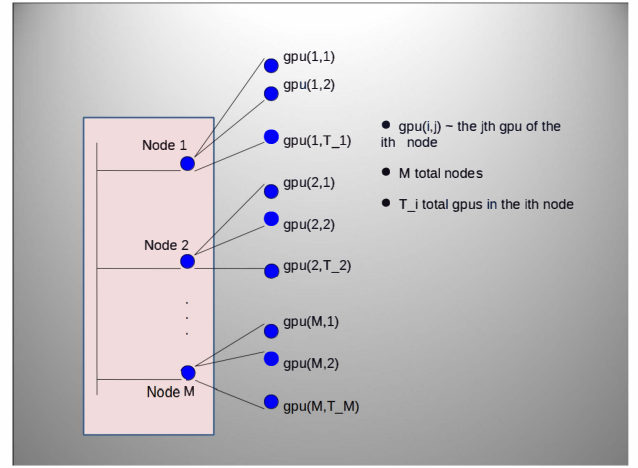 gpu(1,1)
gpu(1,2)
Node 1
gpu(1,T_1)
gpu(2,1)
gpu(2,2)
Node 2
gpu(2,T_2)
.
.
.
gpu(M,1)
gpu(M,2)
Node M
gpu(M,T_M)
● gpu(i,j) ~ the jth gpu of the
ith node
● M total nodes
● T_i total gpus in the ith node